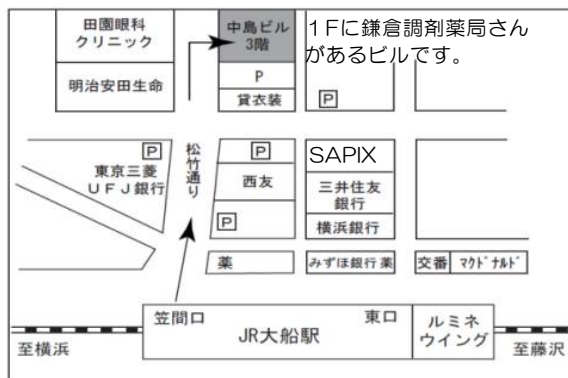 田園眼科
クリニック
明治安田生命
中島ビル
3階
P
貸衣装
１Fに鎌倉調剤薬局さん
があるビルです。
P
P
東京三菱
ＵＦＪ銀行
松竹通り
P
西友
P
SAPIX
三井住友
銀行
横浜銀行
薬
みずほ銀行 薬
交番
マクドナルド
笠間口
東口
JR大船駅
ルミネ
ウイング
至横浜
至藤沢